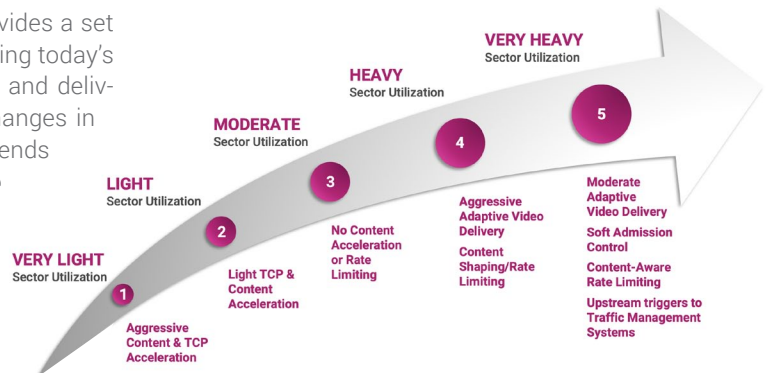 vides a set
ing today's
and deliv-
anges in
ends
VERY HEAVY
Sector Utilization
HEAVY
Sector Utilization
MODERATE
Sector Utilization
LIGHT
Sector Utilization
VERY LIGHT
Sector Utilization
5
4
3
2
1
Moderate
Adaptive
Video Delivery
Soft Admission
Control
Content-Aware
Rate Limiting
Upstream triggers to
Traffic Management
Systems
Aggressive
Adaptive Video
Delivery
Content
Shaping/Rate
Limiting
No Content
Acceleration
or Rate
Limiting
Light TCP &
Content
Acceleration
Aggressive
Content & TCP
Acceleration